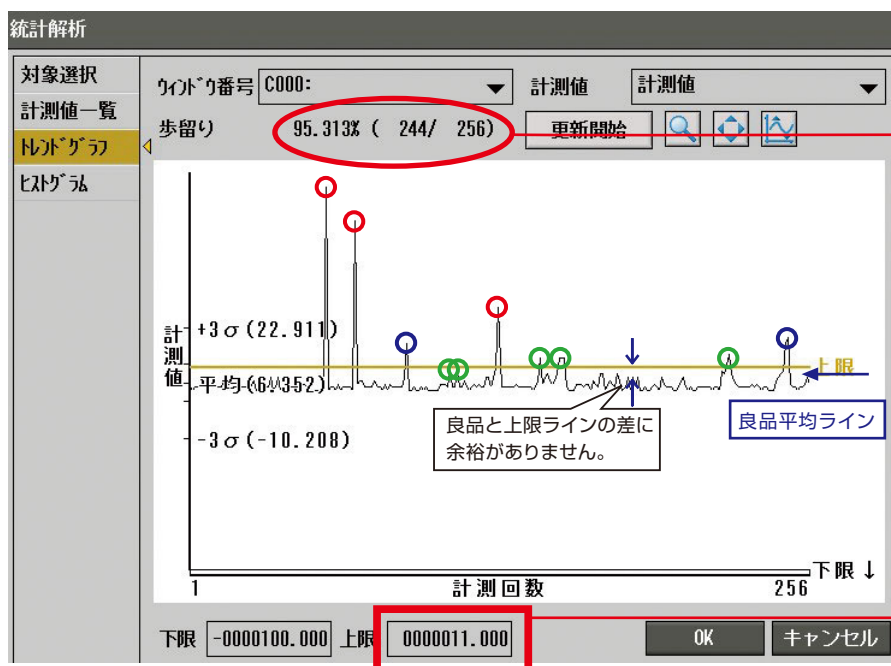 統計解析
対象選択
計測値一覧
トレンドグラフ
ヒストグラム
ウィンドウ番号 C000: 計測値 計測値
歩留り 95.313% ( 244/ 256) 更新開始
計測値
+3σ(22.911)
上限
平均(6.352)
良品平均ライン
良品と上限ラインの差に
余裕がありません。
-3σ(-10.208)
下限↓
1 計測回数 256
下限 -0000100.000 上限 0000011.000 OK キャンセル